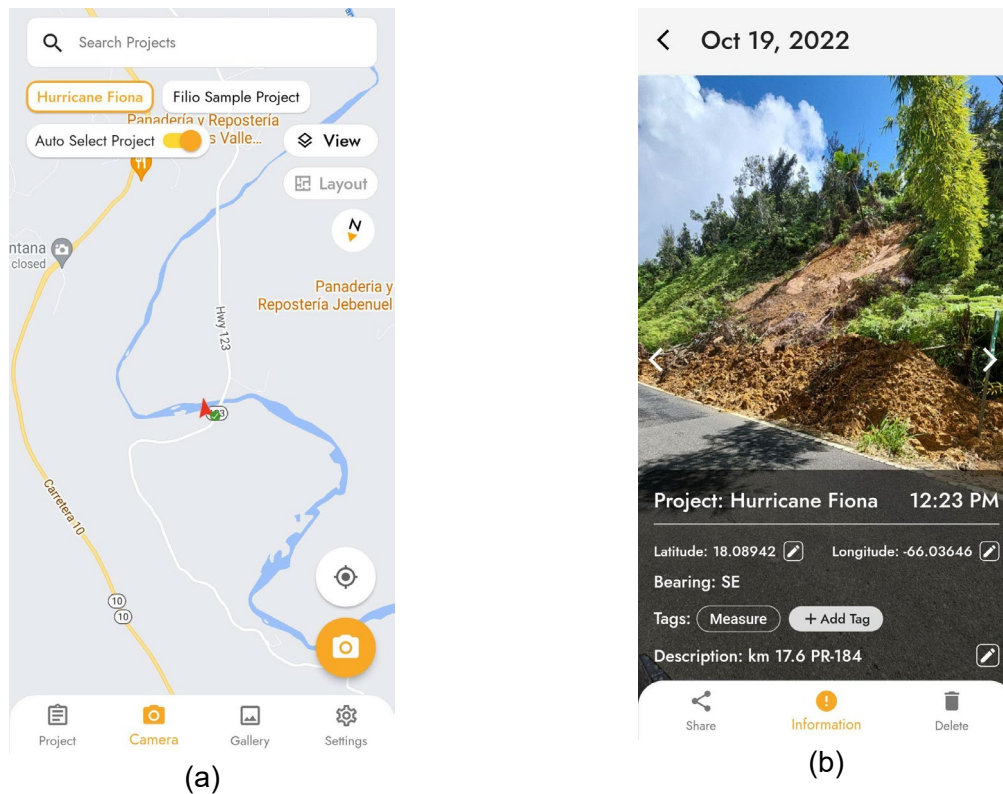 Search Projects
Hurricane Fiona Filio Sample Project
Panadería y Repostería
Auto Select Project s Valle... View
Layout
N
ntana
closed
Panaderia y
Repostería Jebenuel
Hwy 123
Carretera 10
10
10
Project Camera Gallery Settings
(a)
Oct 19, 2022
Project: Hurricane Fiona 12:23 PM
Latitude: 18.08942 Longitude: -66.03646
Bearing: SE
Tags: Measure + Add Tag
Description: km 17.6 PR-184
Share Information Delete
(b)